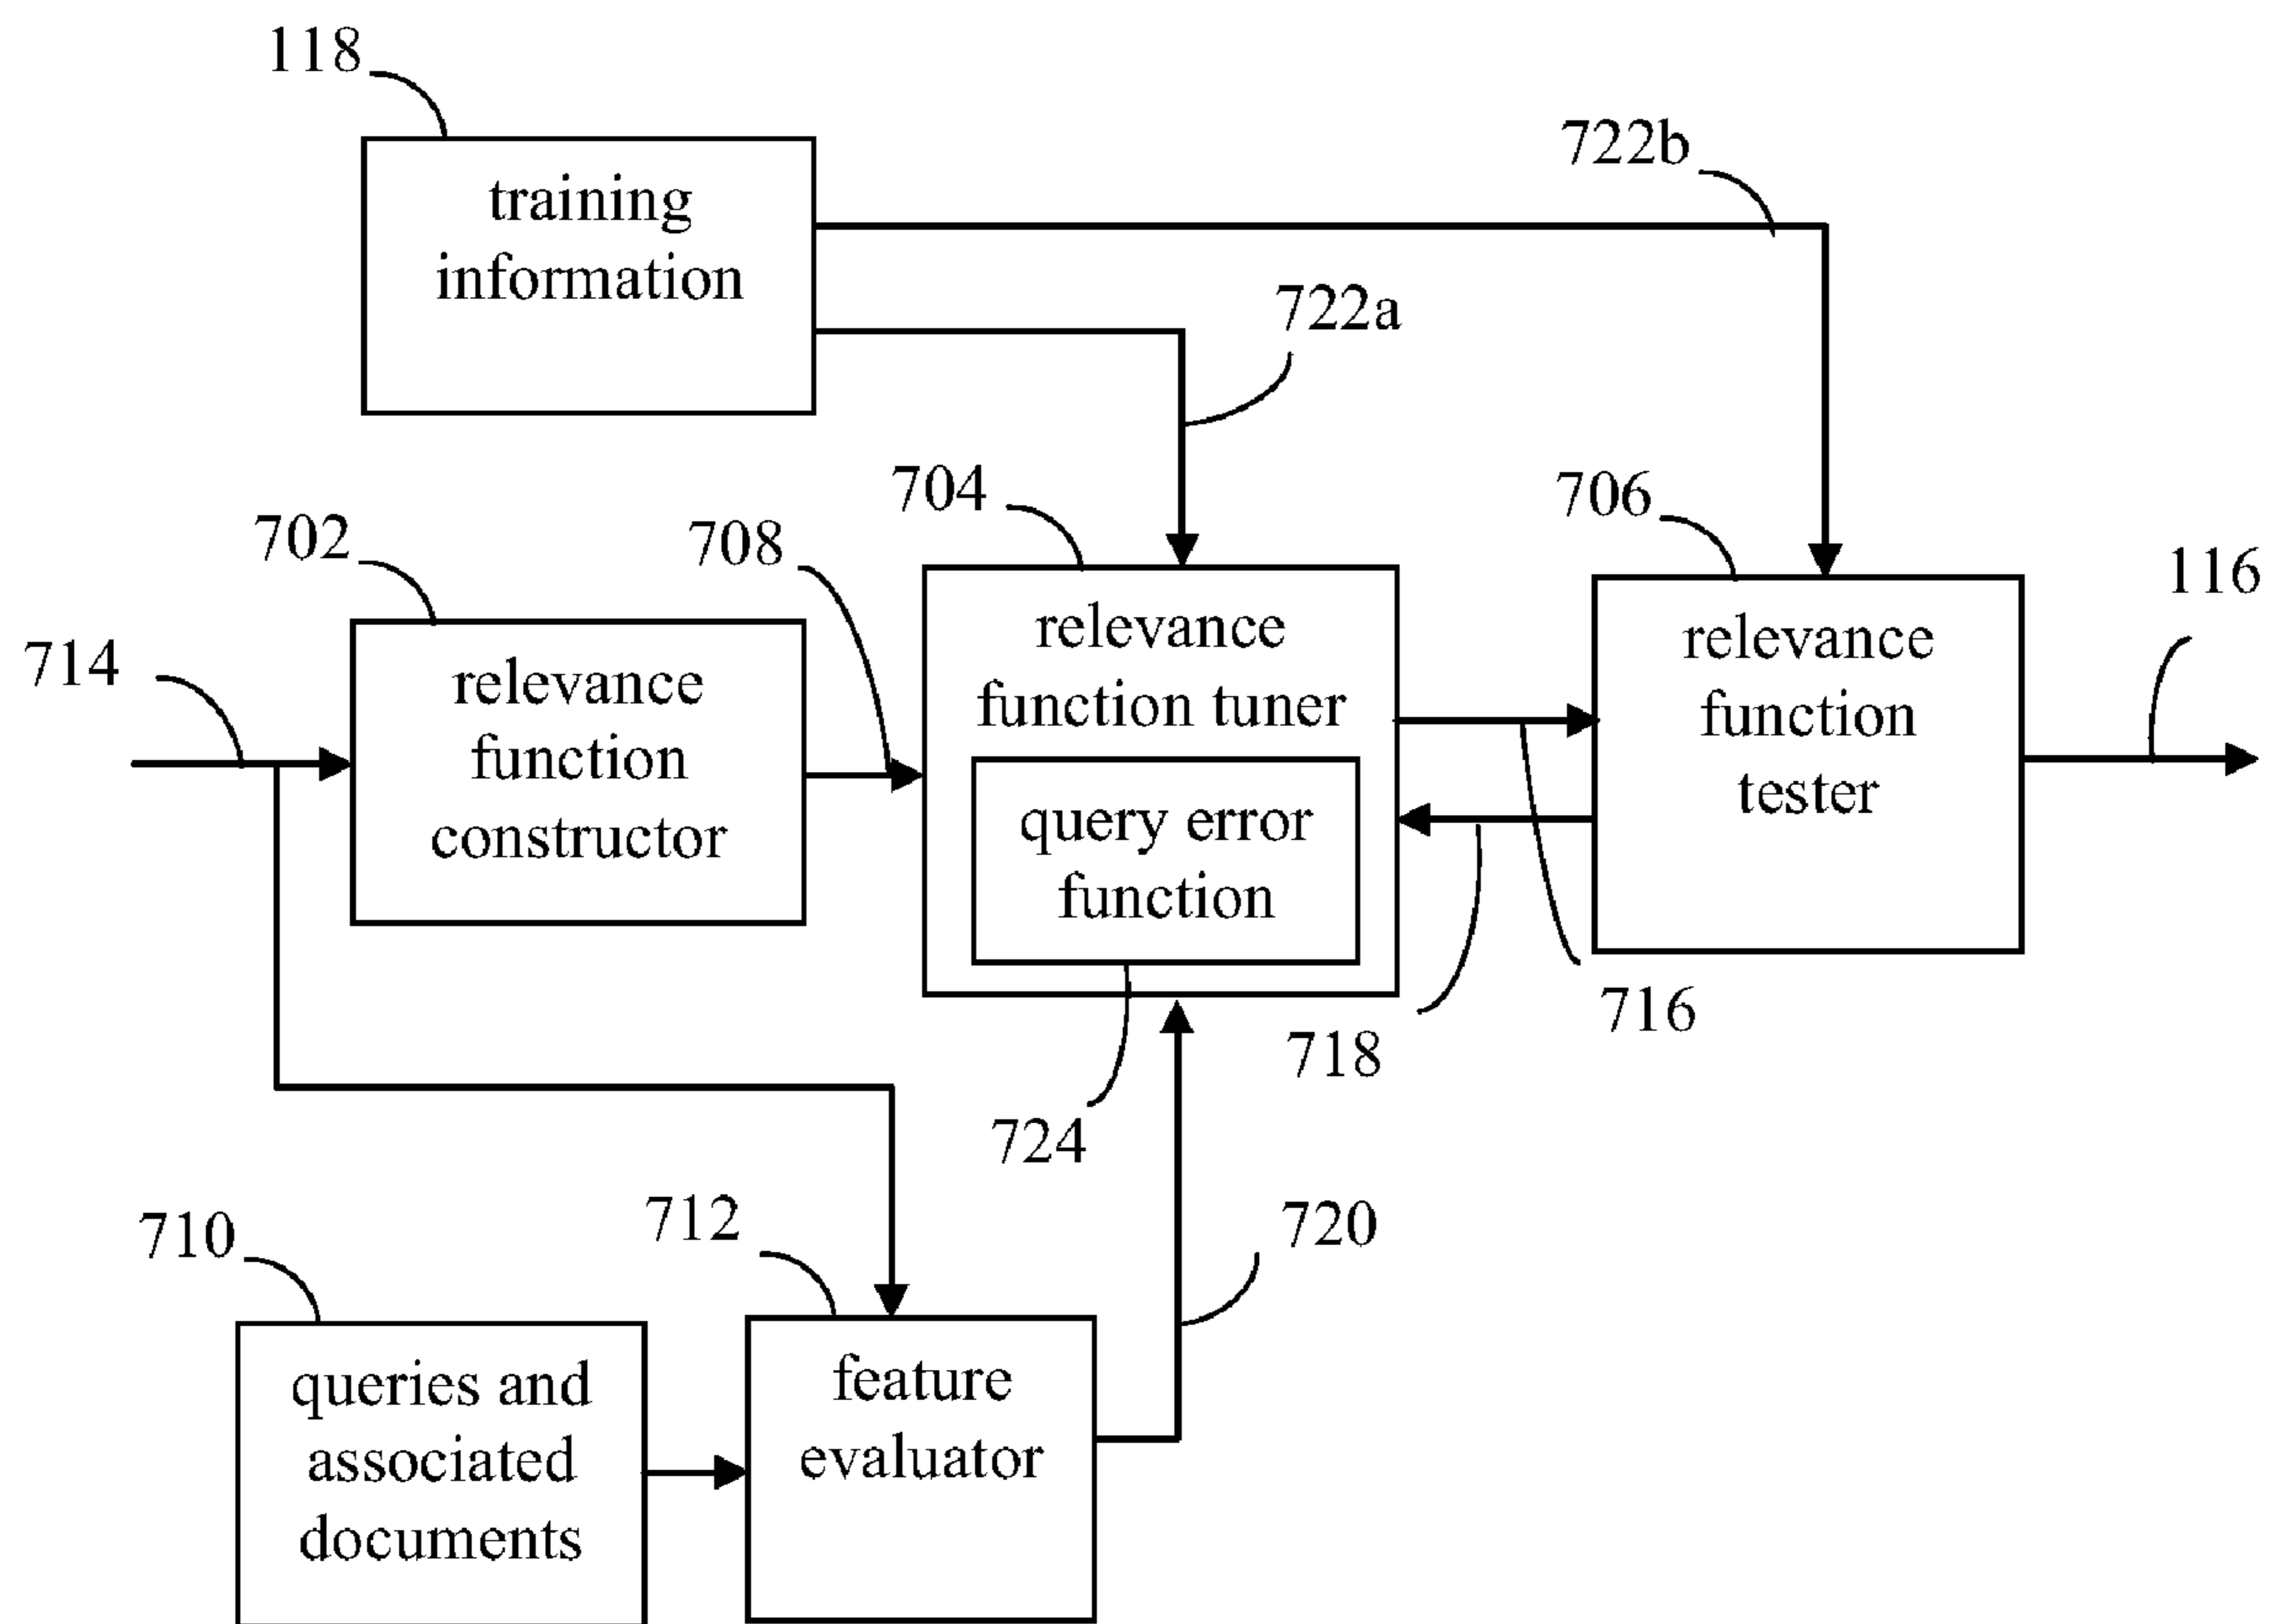 118
training
information
722b
722a
704
706
702
708
116
714
relevance
function
constructor
relevance
function tuner
query error
function
relevance
function
tester
716
718
724
720
712
710
queries and
associated
documents
feature
evaluator